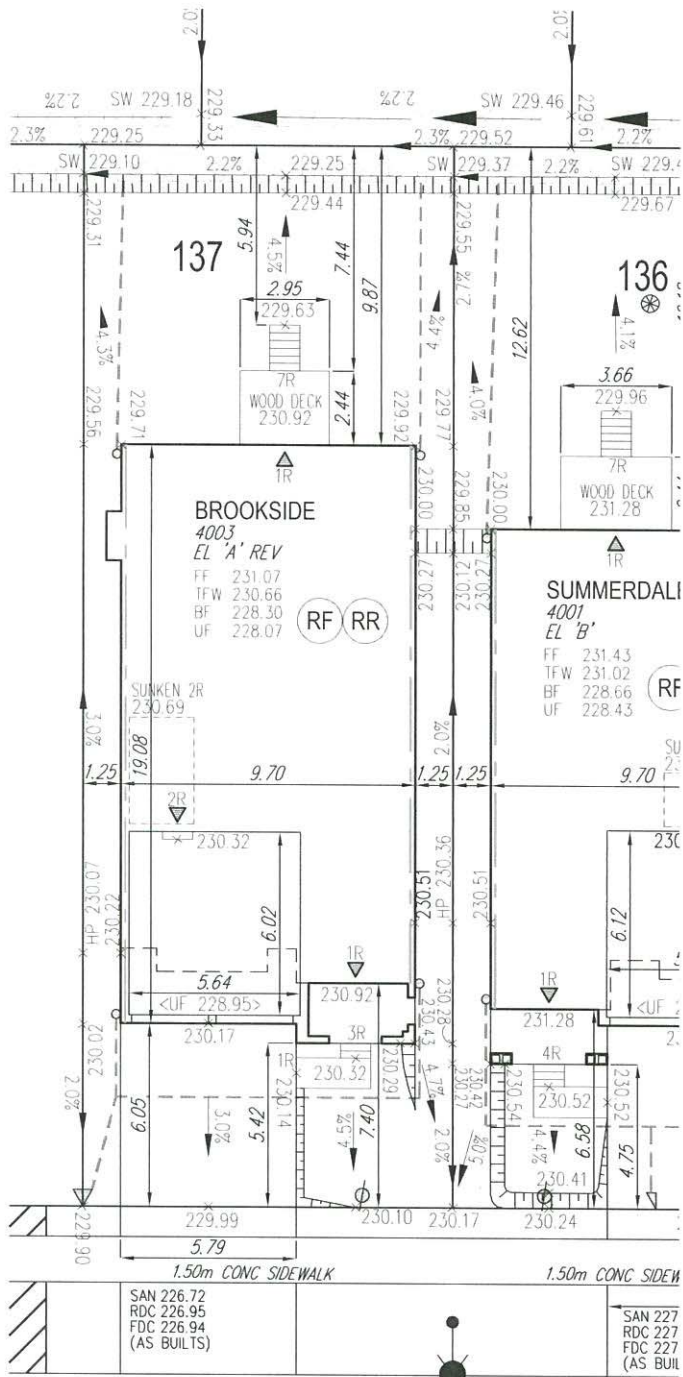 2.0%
2.0%
2.2%
SW 229.18
229.33
2.2%
SW 229.46
229.61
2.3%
229.25
2.3%
229.52
2.2%
SW 229.10
2.2%
229.25
SW 229.37
2.2%
229.31
229.44
229.55
229.67
137
4.5%
5.94
7.44
9.87
2.7%
12.62
136
2.95
229.63
4.3%
4.4%
4.0%
4.1%
3.66
229.96
7R
WOOD DECK
230.92
2.44
7R
WOOD DECK
231.28
229.56
229.71
229.92
229.77
1R
230.00
229.85
230.00
1R
BROOKSIDE
4003
EL 'A' REV
FF 231.07
TFW 230.66
BF 228.30
UF 228.07
RF
RR
230.27
230.12
230.27
4001
EL 'B'
FF 231.43
TFW 231.02
BF 228.66
UF 228.43
RF
SUNKEN 2R
230.69
3.0%
19.08
2.0%
1.25
9.70
1.25
1.25
9.70
2R
230.32
HP 230.07
230.22
6.02
230.51
HP 230.36
230.51
6.12
5.64
<UF 228.95>
1R
230.92
1R
231.28
230.02
230.17
3R
230.43
230.28
4R
1R
230.32
230.29
4.7%
230.27
230.42
230.54
230.52
230.52
2.0%
6.05
3.0%
230.14
5.42
4.5%
7.40
2.0%
5.0%
4.4%
6.58
4.75
230.41
229.90
229.99
230.10
230.17
230.24
5.79
1.50m CONC SIDEWALK
1.50m CONC
SAN 226.72
RDC 226.95
FDC 226.94
(AS BUILTS)
SAN 227
RDC 227
FDC 227